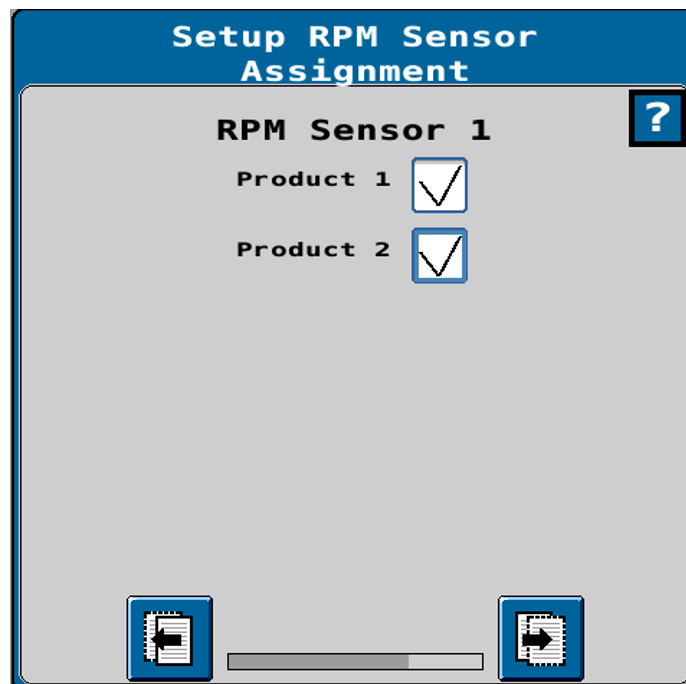 Setup RPM Sensor
Assignment
?
RPM Sensor 1
Product 1
Product 2